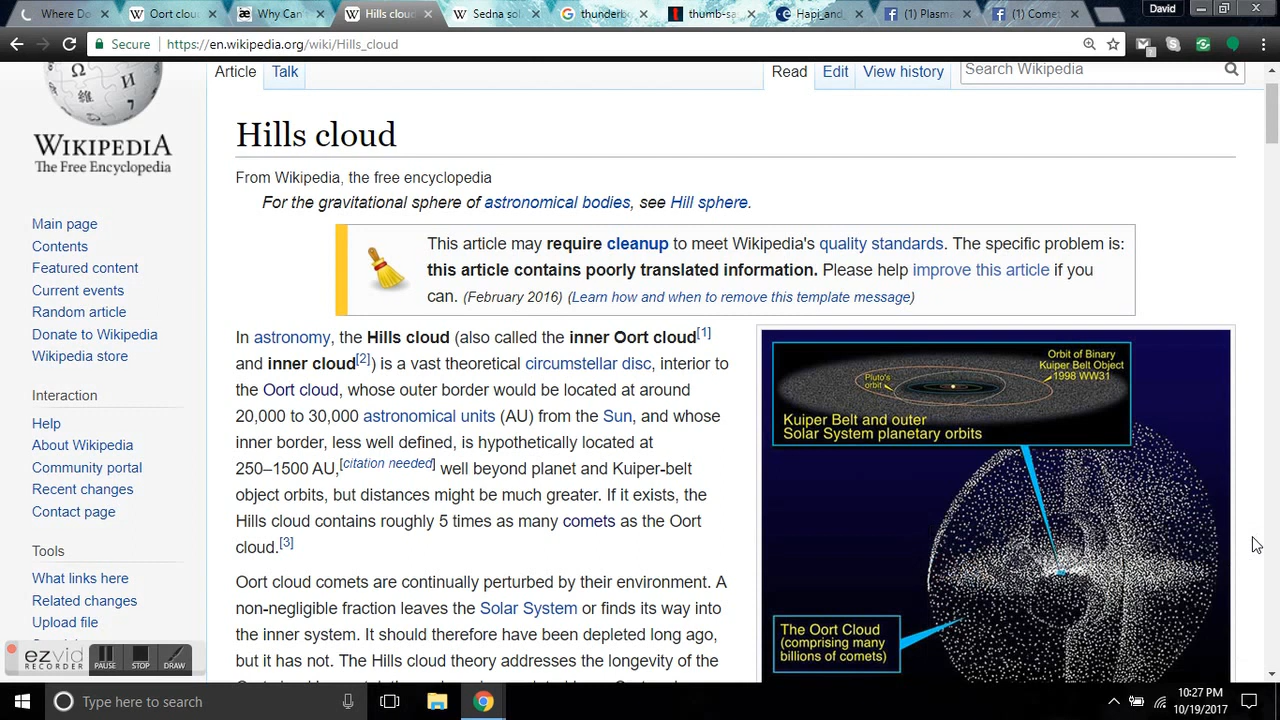 Where Do
Oort cloud
Why Can'
Hills cloud
Sedna sol
thunderb
thumb-sa
Hapi_and_
(1) Plasm
(1) Come
David
Secure
https://en.wikipedia.org/wiki/Hills_cloud
Article Talk Read Edit View history Search Wikipedia
WIKIPEDIA
The Free Encyclopedia
Main page
Contents
Featured content
Current events
Random article
Donate to Wikipedia
Wikipedia store
Interaction
Help
About Wikipedia
Community portal
Recent changes
Contact page
Tools
What links here
Related changes
Upload file
Hills cloud
From Wikipedia, the free encyclopedia
For the gravitational sphere of astronomical bodies, see Hill sphere.
This article may require cleanup to meet Wikipedia's quality standards. The specific problem is:
this article contains poorly translated information. Please help improve this article if you
can. (February 2016) (Learn how and when to remove this template message)
In astronomy, the Hills cloud (also called the inner Oort cloud[1]
and inner cloud[2]) is a vast theoretical circumstellar disc, interior to
the Oort cloud, whose outer border would be located at around
20,000 to 30,000 astronomical units (AU) from the Sun, and whose
inner border, less well defined, is hypothetically located at
250–1500 AU,[citation needed] well beyond planet and Kuiper-belt
object orbits, but distances might be much greater. If it exists, the
Hills cloud contains roughly 5 times as many comets as the Oort
cloud.[3]
Oort cloud comets are continually perturbed by their environment. A
non-negligible fraction leaves the Solar System or finds its way into
the inner system. It should therefore have been depleted long ago,
but it has not. The Hills cloud theory addresses the longevity of the
Orbit of Binary
Kuiper Belt Object
1998 WW31
Pluto's
orbit
Kuiper Belt and outer
Solar System planetary orbits
The Oort Cloud
(comprising many
billions of comets)
ezvid
RECORDER
PAUSE STOP DRAW
Type here to search
10:27 PM
10/19/2017